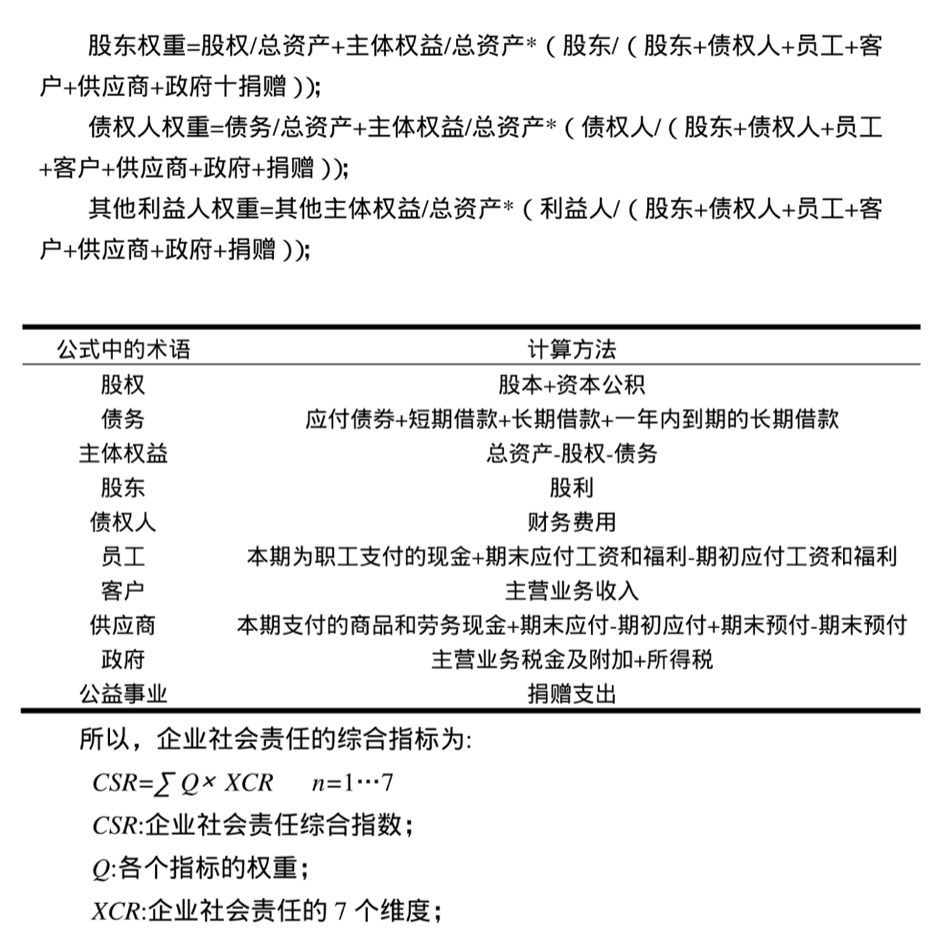 股东权重=股权/总资产+主体权益/总资产*（股东/（股东+债权人+员工+客
户+供应商+政府十捐赠））；
债权人权重=债务/总资产+主体权益/总资产*（债权人/（股东+债权人+员工
+客户+供应商+政府+捐赠））；
其他利益人权重=其他主体权益/总资产*（利益人/（股东+债权人+员工+客
户+供应商+政府+捐赠））；
公式中的术语 计算方法
股权 股本+资本公积
债务 应付债券+短期借款+长期借款+一年内到期的长期借款
主体权益 总资产-股权-债务
股东 股利
债权人 财务费用
员工 本期为职工支付的现金+期末应付工资和福利-期初应付工资和福利
客户 主营业务收入
供应商 本期支付的商品和劳务现金+期末应付-期初应付+期末预付-期末预付
政府 主营业务税金及附加+所得税
公益事业 捐赠支出
所以，企业社会责任的综合指标为:
CSR=∑Q× XCR n=1…7
CSR:企业社会责任综合指数；
Q:各个指标的权重；
XCR:企业社会责任的 7 个维度；